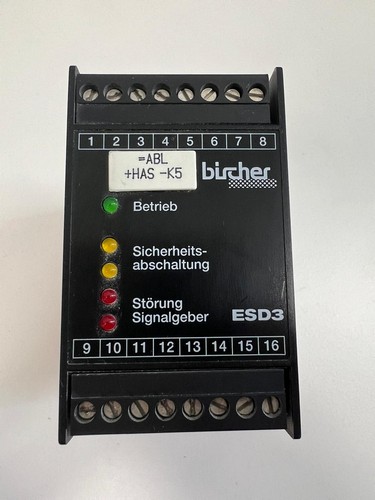 1 2 3 4 5 6 7 8
=ABL
+HAS -K5
bircher
Betrieb
Sicherheits-
abschaltung
Störung
Signalgeber
ESD3
9 10 11 12 13 14 15 16